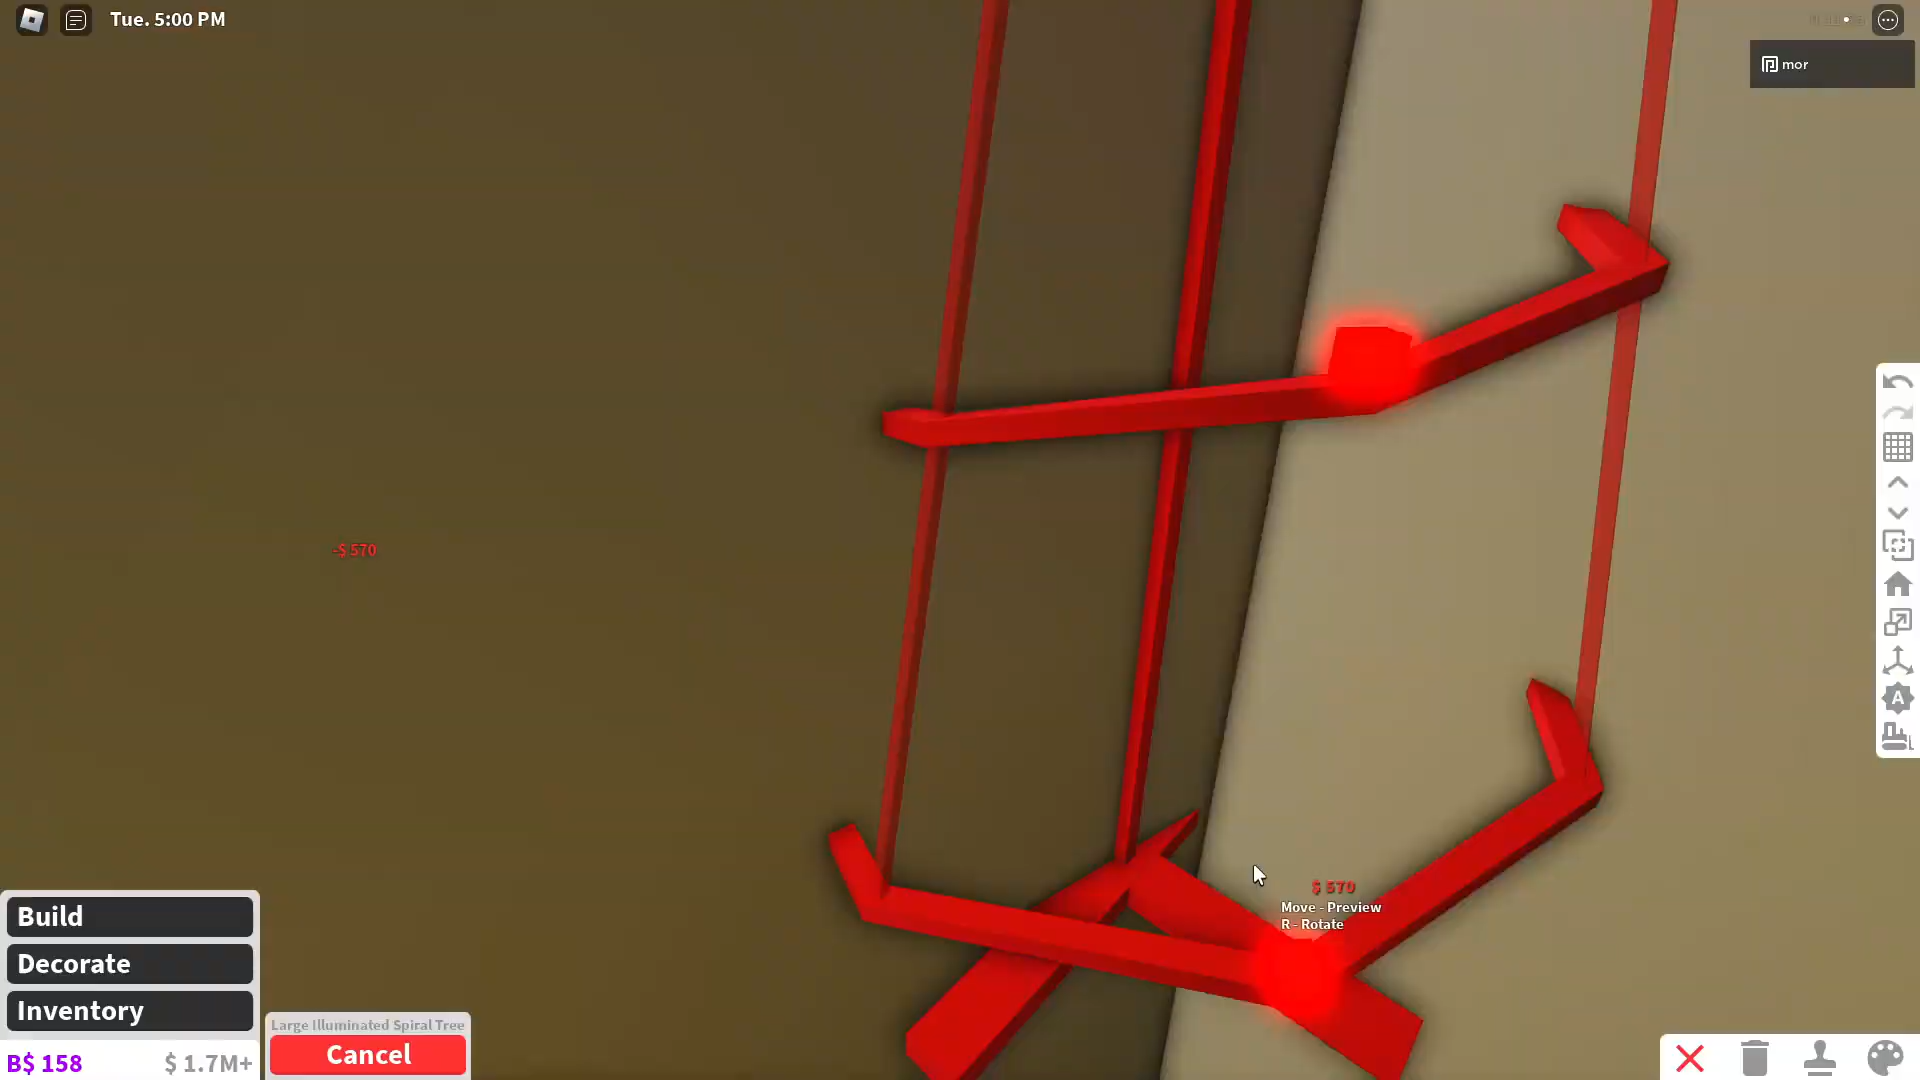 Tue. 5:00 PM
mor
-$ 570
$ 570
Move - Preview
R - Rotate
A
Build
Decorate
Inventory
Large Illuminated Spiral Tree
Cancel
B$ 158
$ 1.7M+